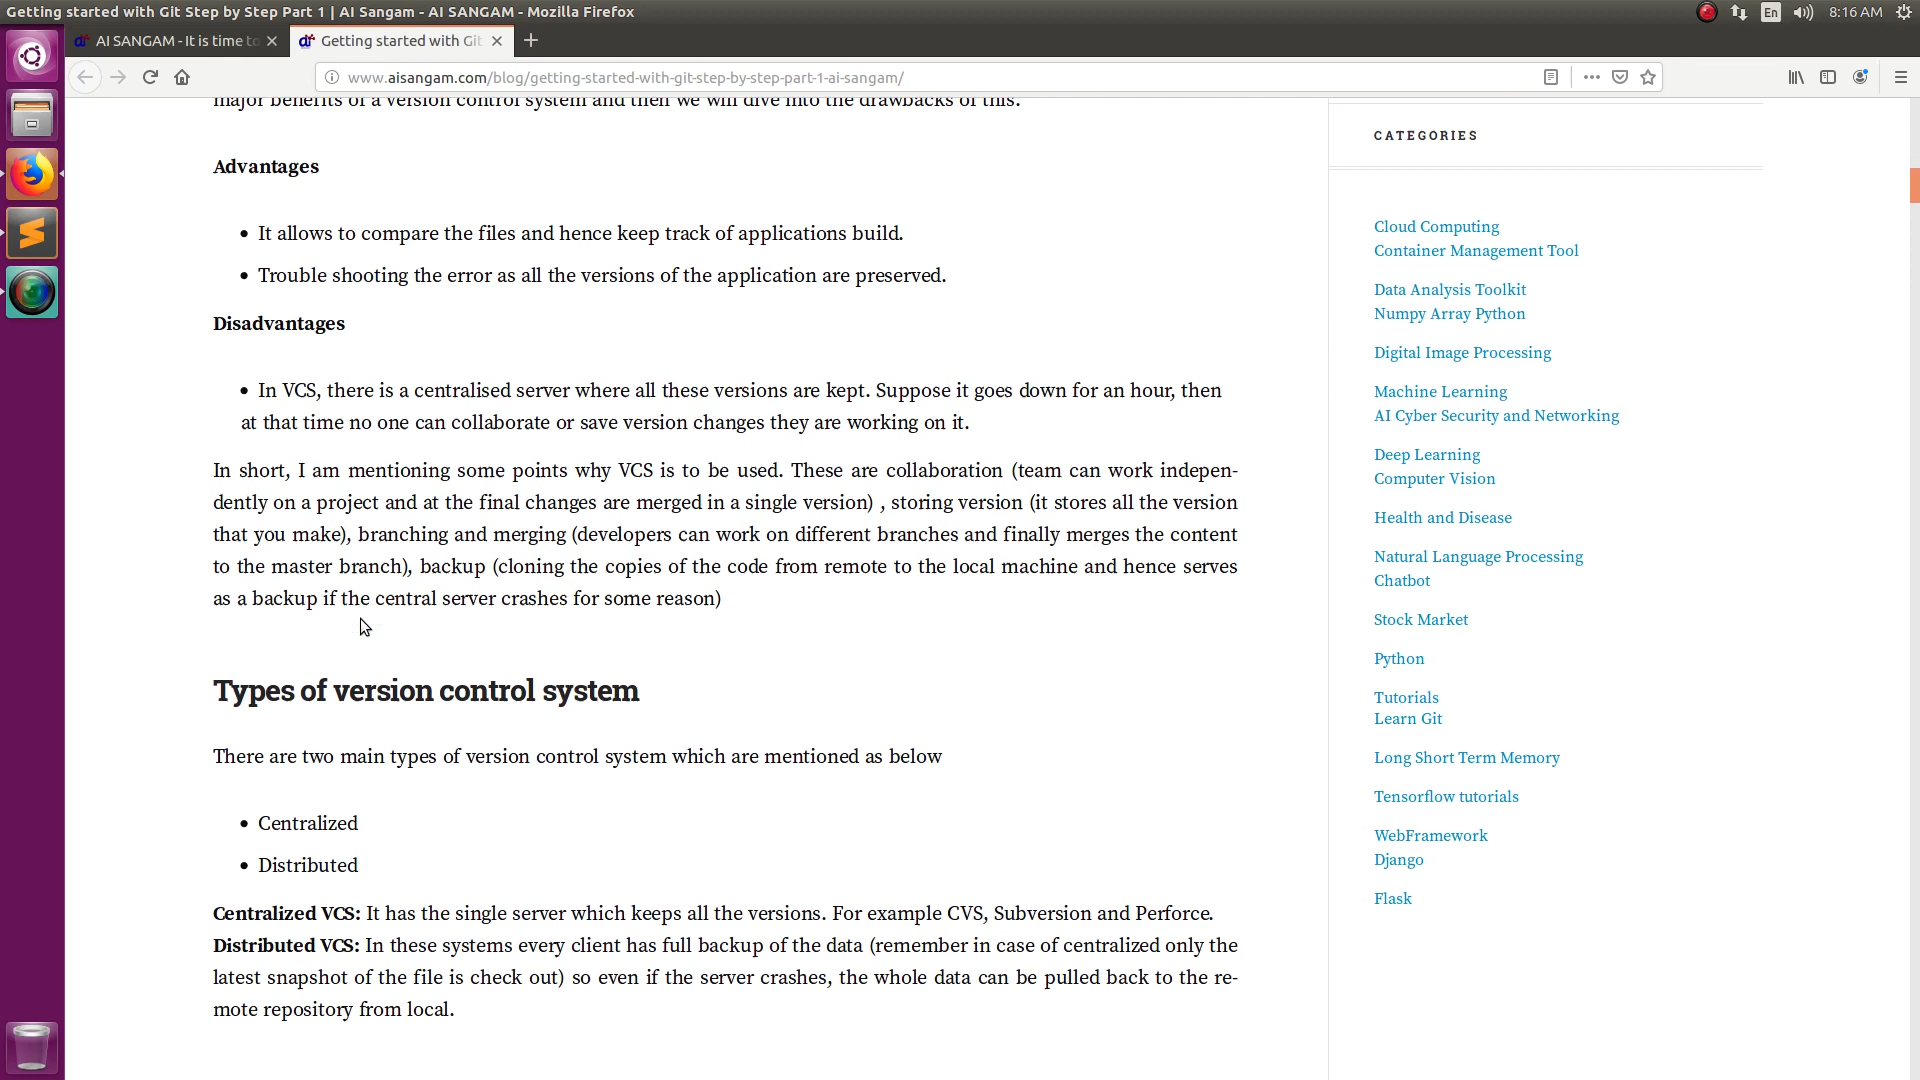 Getting started with Git Step by Step Part 1 | AI Sangam - AI SANGAM - Mozilla Firefox
En
8:16 AM
AI SANGAM - It is time to
Getting started with Git
www.aisangam.com/blog/getting-started-with-git-step-by-step-part-1-ai-sangam/
major benefits of a version control system and then we will dive into the drawbacks of this.
Advantages
• It allows to compare the files and hence keep track of applications build.
• Trouble shooting the error as all the versions of the application are preserved.
Disadvantages
• In VCS, there is a centralised server where all these versions are kept. Suppose it goes down for an hour, then
at that time no one can collaborate or save version changes they are working on it.
In short, I am mentioning some points why VCS is to be used. These are collaboration (team can work indepen-
dently on a project and at the final changes are merged in a single version) , storing version (it stores all the version
that you make), branching and merging (developers can work on different branches and finally merges the content
to the master branch), backup (cloning the copies of the code from remote to the local machine and hence serves
as a backup if the central server crashes for some reason)
Types of version control system
There are two main types of version control system which are mentioned as below
• Centralized
• Distributed
Centralized VCS: It has the single server which keeps all the versions. For example CVS, Subversion and Perforce.
Distributed VCS: In these systems every client has full backup of the data (remember in case of centralized only the
latest snapshot of the file is check out) so even if the server crashes, the whole data can be pulled back to the re-
mote repository from local.
CATEGORIES
Cloud Computing
Container Management Tool
Data Analysis Toolkit
Numpy Array Python
Digital Image Processing
Machine Learning
AI Cyber Security and Networking
Deep Learning
Computer Vision
Health and Disease
Natural Language Processing
Chatbot
Stock Market
Python
Tutorials
Learn Git
Long Short Term Memory
Tensorflow tutorials
WebFramework
Django
Flask